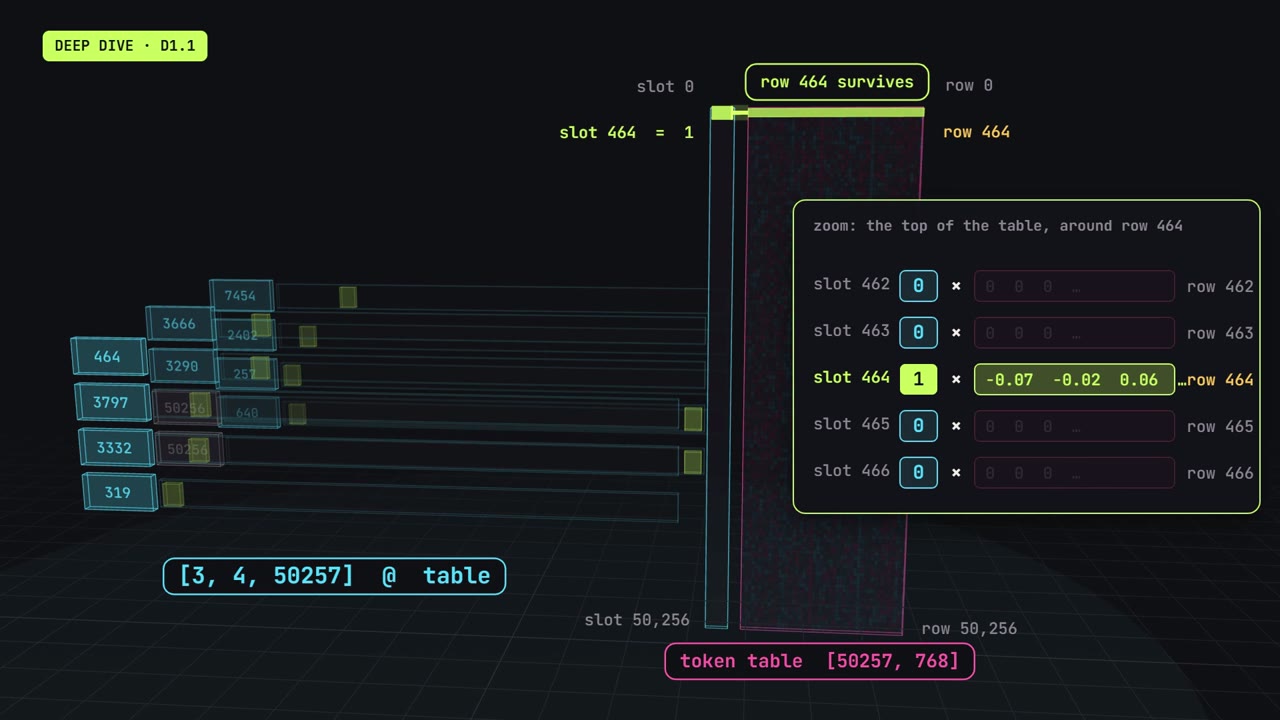 DEEP DIVE · D1.1
slot 0
row 464 survives
row 0
slot 464 = 1
row 464
zoom: the top of the table, around row 464
slot 462 0 × 0 0 0 … row 462
slot 463 0 × 0 0 0 … row 463
slot 464 1 × -0.07 -0.02 0.06 … row 464
slot 465 0 × 0 0 0 … row 465
slot 466 0 × 0 0 0 … row 466
7454
3666
2402
464
3290
257
3797
50256
640
3332
50256
319
[3, 4, 50257] @ table
slot 50,256
row 50,256
token table [50257, 768]